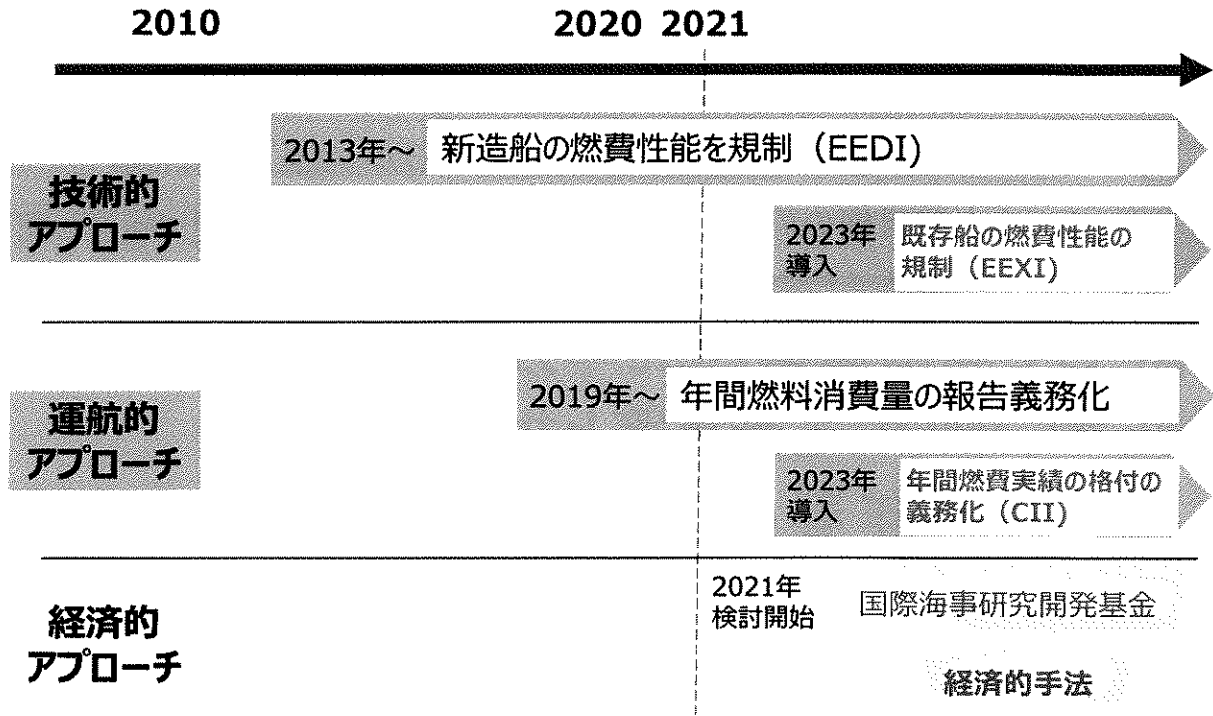 2010
2020 2021
2013年～ 新造船の燃費性能を規制（EEDI）
技術的
アプローチ
2023年
導入
既存船の燃費性能の
規制（EEXI）
2019年～ 年間燃料消費量の報告義務化
運航的
アプローチ
2023年
導入
年間燃費実績の格付の
義務化（CII）
経済的
アプローチ
2021年
検討開始
国際海事研究開発基金
経済的手法